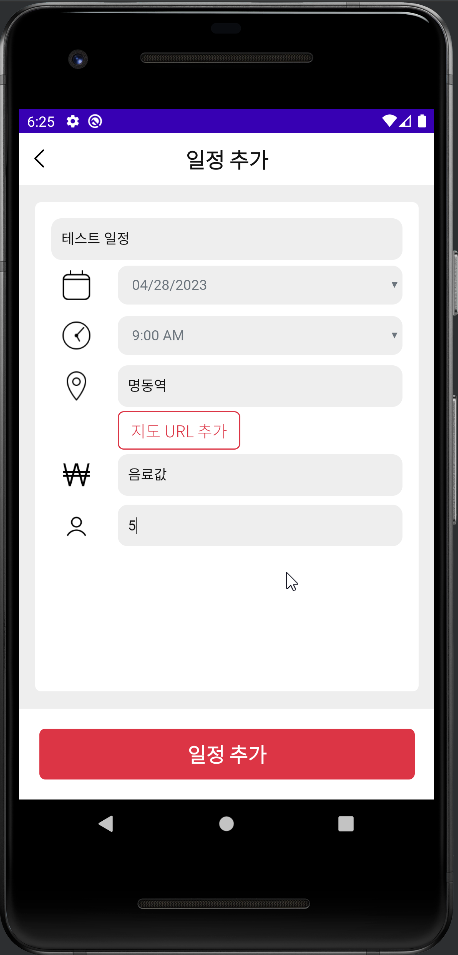 6:25
일정 추가
테스트 일정
04/28/2023
9:00 AM
명동역
지도 URL 추가
음료값
5
일정 추가